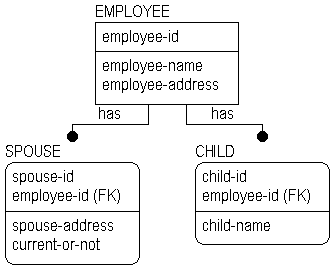 EMPLOYEE
employee-id
employee-name
employee-address
has
has
SPOUSE
spouse-id
employee-id (FK)
spouse-address
current-or-not
CHILD
child-id
employee-id (FK)
child-name